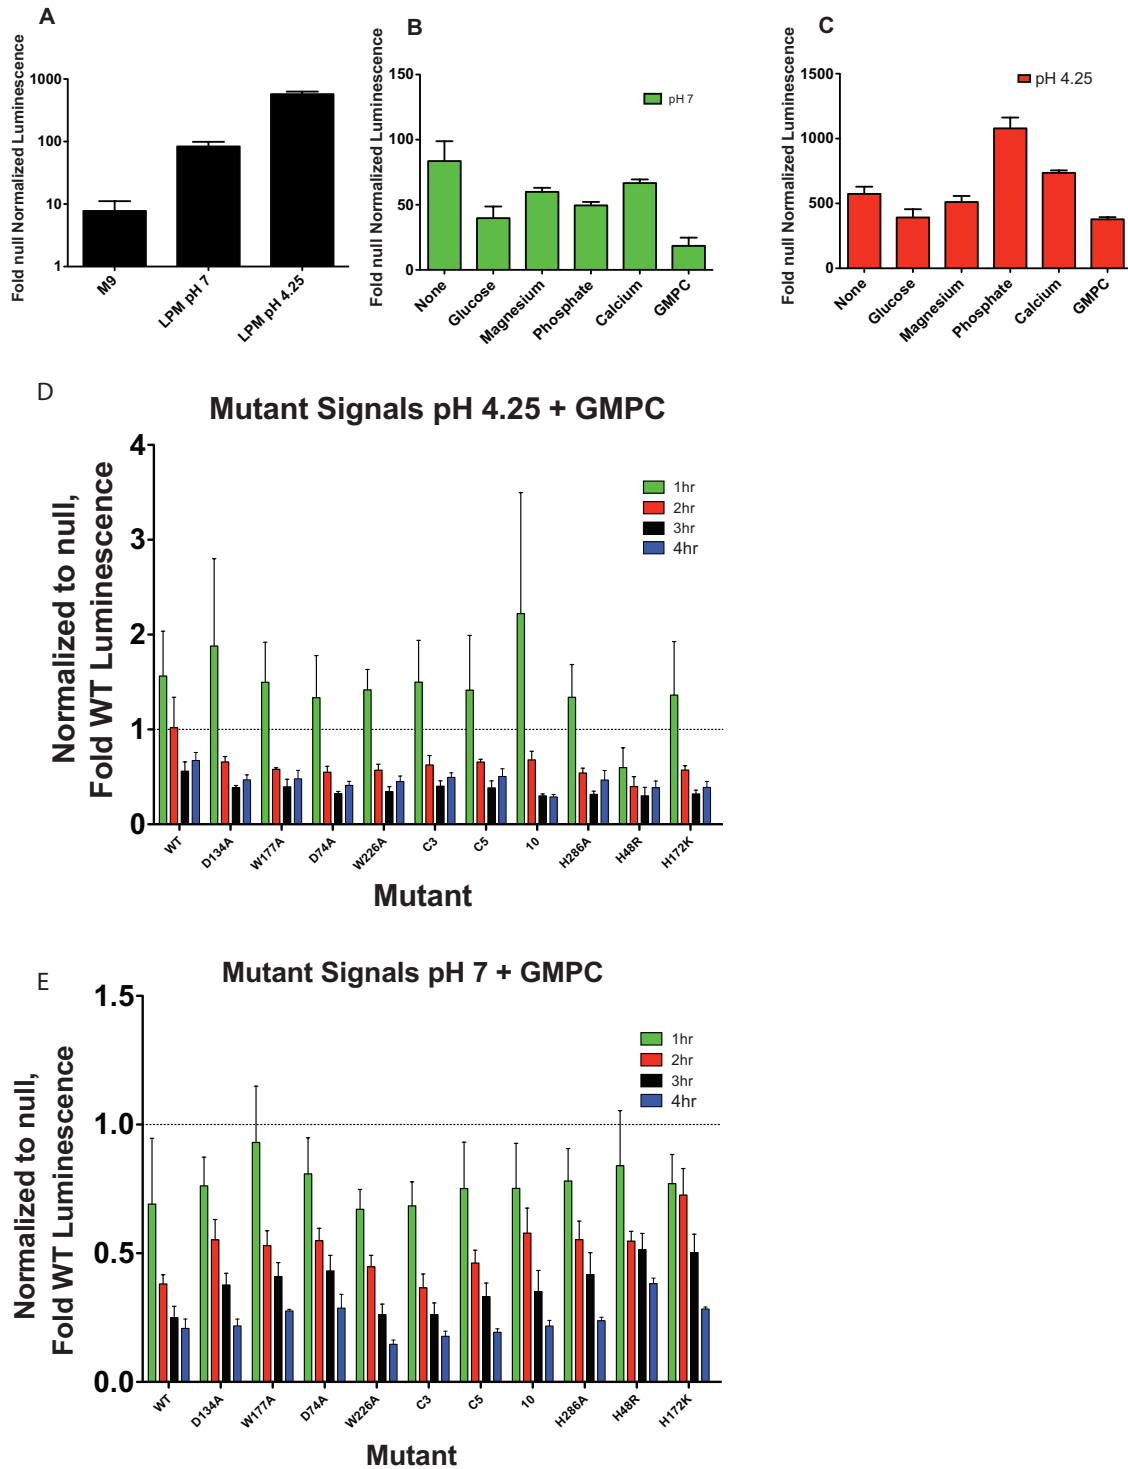 A
Fold null Normalized Luminescence
1000
100
10
1
M9
LPM pH 7
LPM pH 4.25
B
Fold null Normalized Luminescence
150
100
50
0
pH 7
None
Glucose
Magnesium
Phosphate
Calcium
GMPC
C
Fold null Normalized Luminescence
1500
1000
500
0
pH 4.25
None
Glucose
Magnesium
Phosphate
Calcium
GMPC
D
Mutant Signals pH 4.25 + GMPC
Normalized to null,
Fold WT Luminescence
4
3
2
1
0
1hr
2hr
3hr
4hr
WT
D134A
W177A
D74A
W226A
C3
C5
10
H286A
H48R
H172K
Mutant
E
Mutant Signals pH 7 + GMPC
Normalized to null,
Fold WT Luminescence
1.5
1.0
0.5
0.0
1hr
2hr
3hr
4hr
WT
D134A
W177A
D74A
W226A
C3
C5
10
H286A
H48R
H172K
Mutant